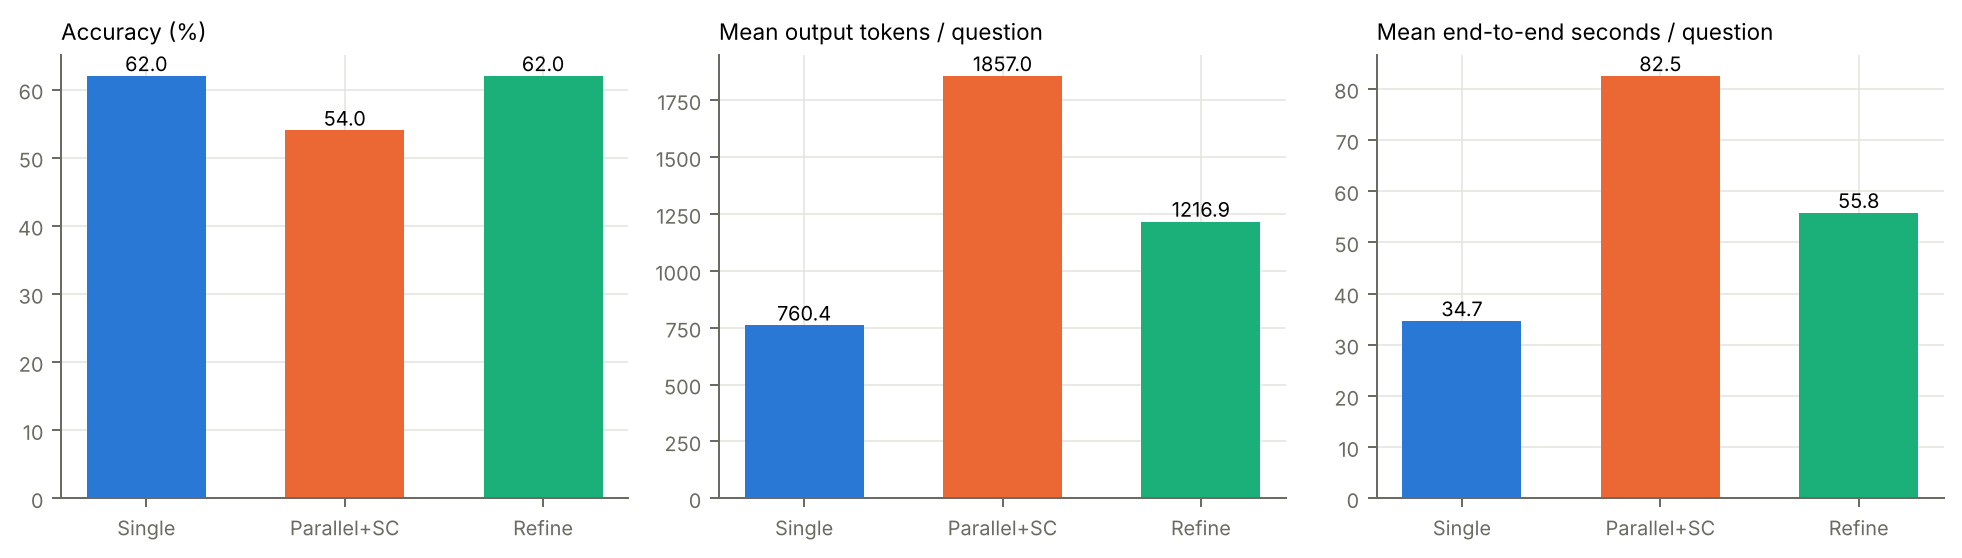 Accuracy (%)
62.0
54.0
62.0
60
50
40
30
20
10
0
Single
Parallel+SC
Refine
Mean output tokens / question
1857.0
1216.9
760.4
1750
1500
1250
1000
750
500
250
0
Single
Parallel+SC
Refine
Mean end-to-end seconds / question
82.5
55.8
34.7
80
70
60
50
40
30
20
10
0
Single
Parallel+SC
Refine